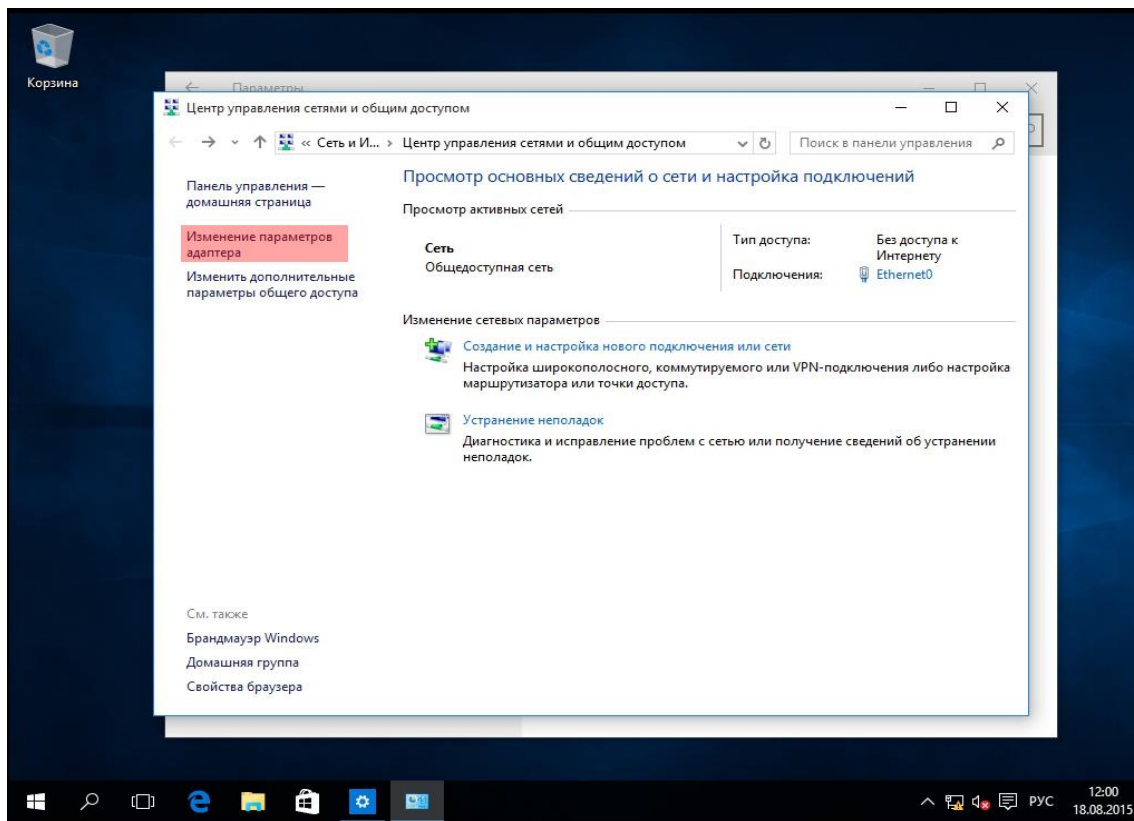 Корзина
Параметры
Центр управления сетями и общим доступом
« Сеть и И... › Центр управления сетями и общим доступом
Поиск в панели управления
Панель управления —
домашняя страница
Изменение параметров
адаптера
Изменить дополнительные
параметры общего доступа
Просмотр основных сведений о сети и настройка подключений
Просмотр активных сетей
Сеть
Общедоступная сеть
Тип доступа: Без доступа к
Интернету
Подключения: Ethernet0
Изменение сетевых параметров
Создание и настройка нового подключения или сети
Настройка широкополосного, коммутируемого или VPN-подключения либо настройка
маршрутизатора или точки доступа.
Устранение неполадок
Диагностика и исправление проблем с сетью или получение сведений об устранении
неполадок.
См. также
Брандмауэр Windows
Домашняя группа
Свойства браузера
РУС
12:00
18.08.2015